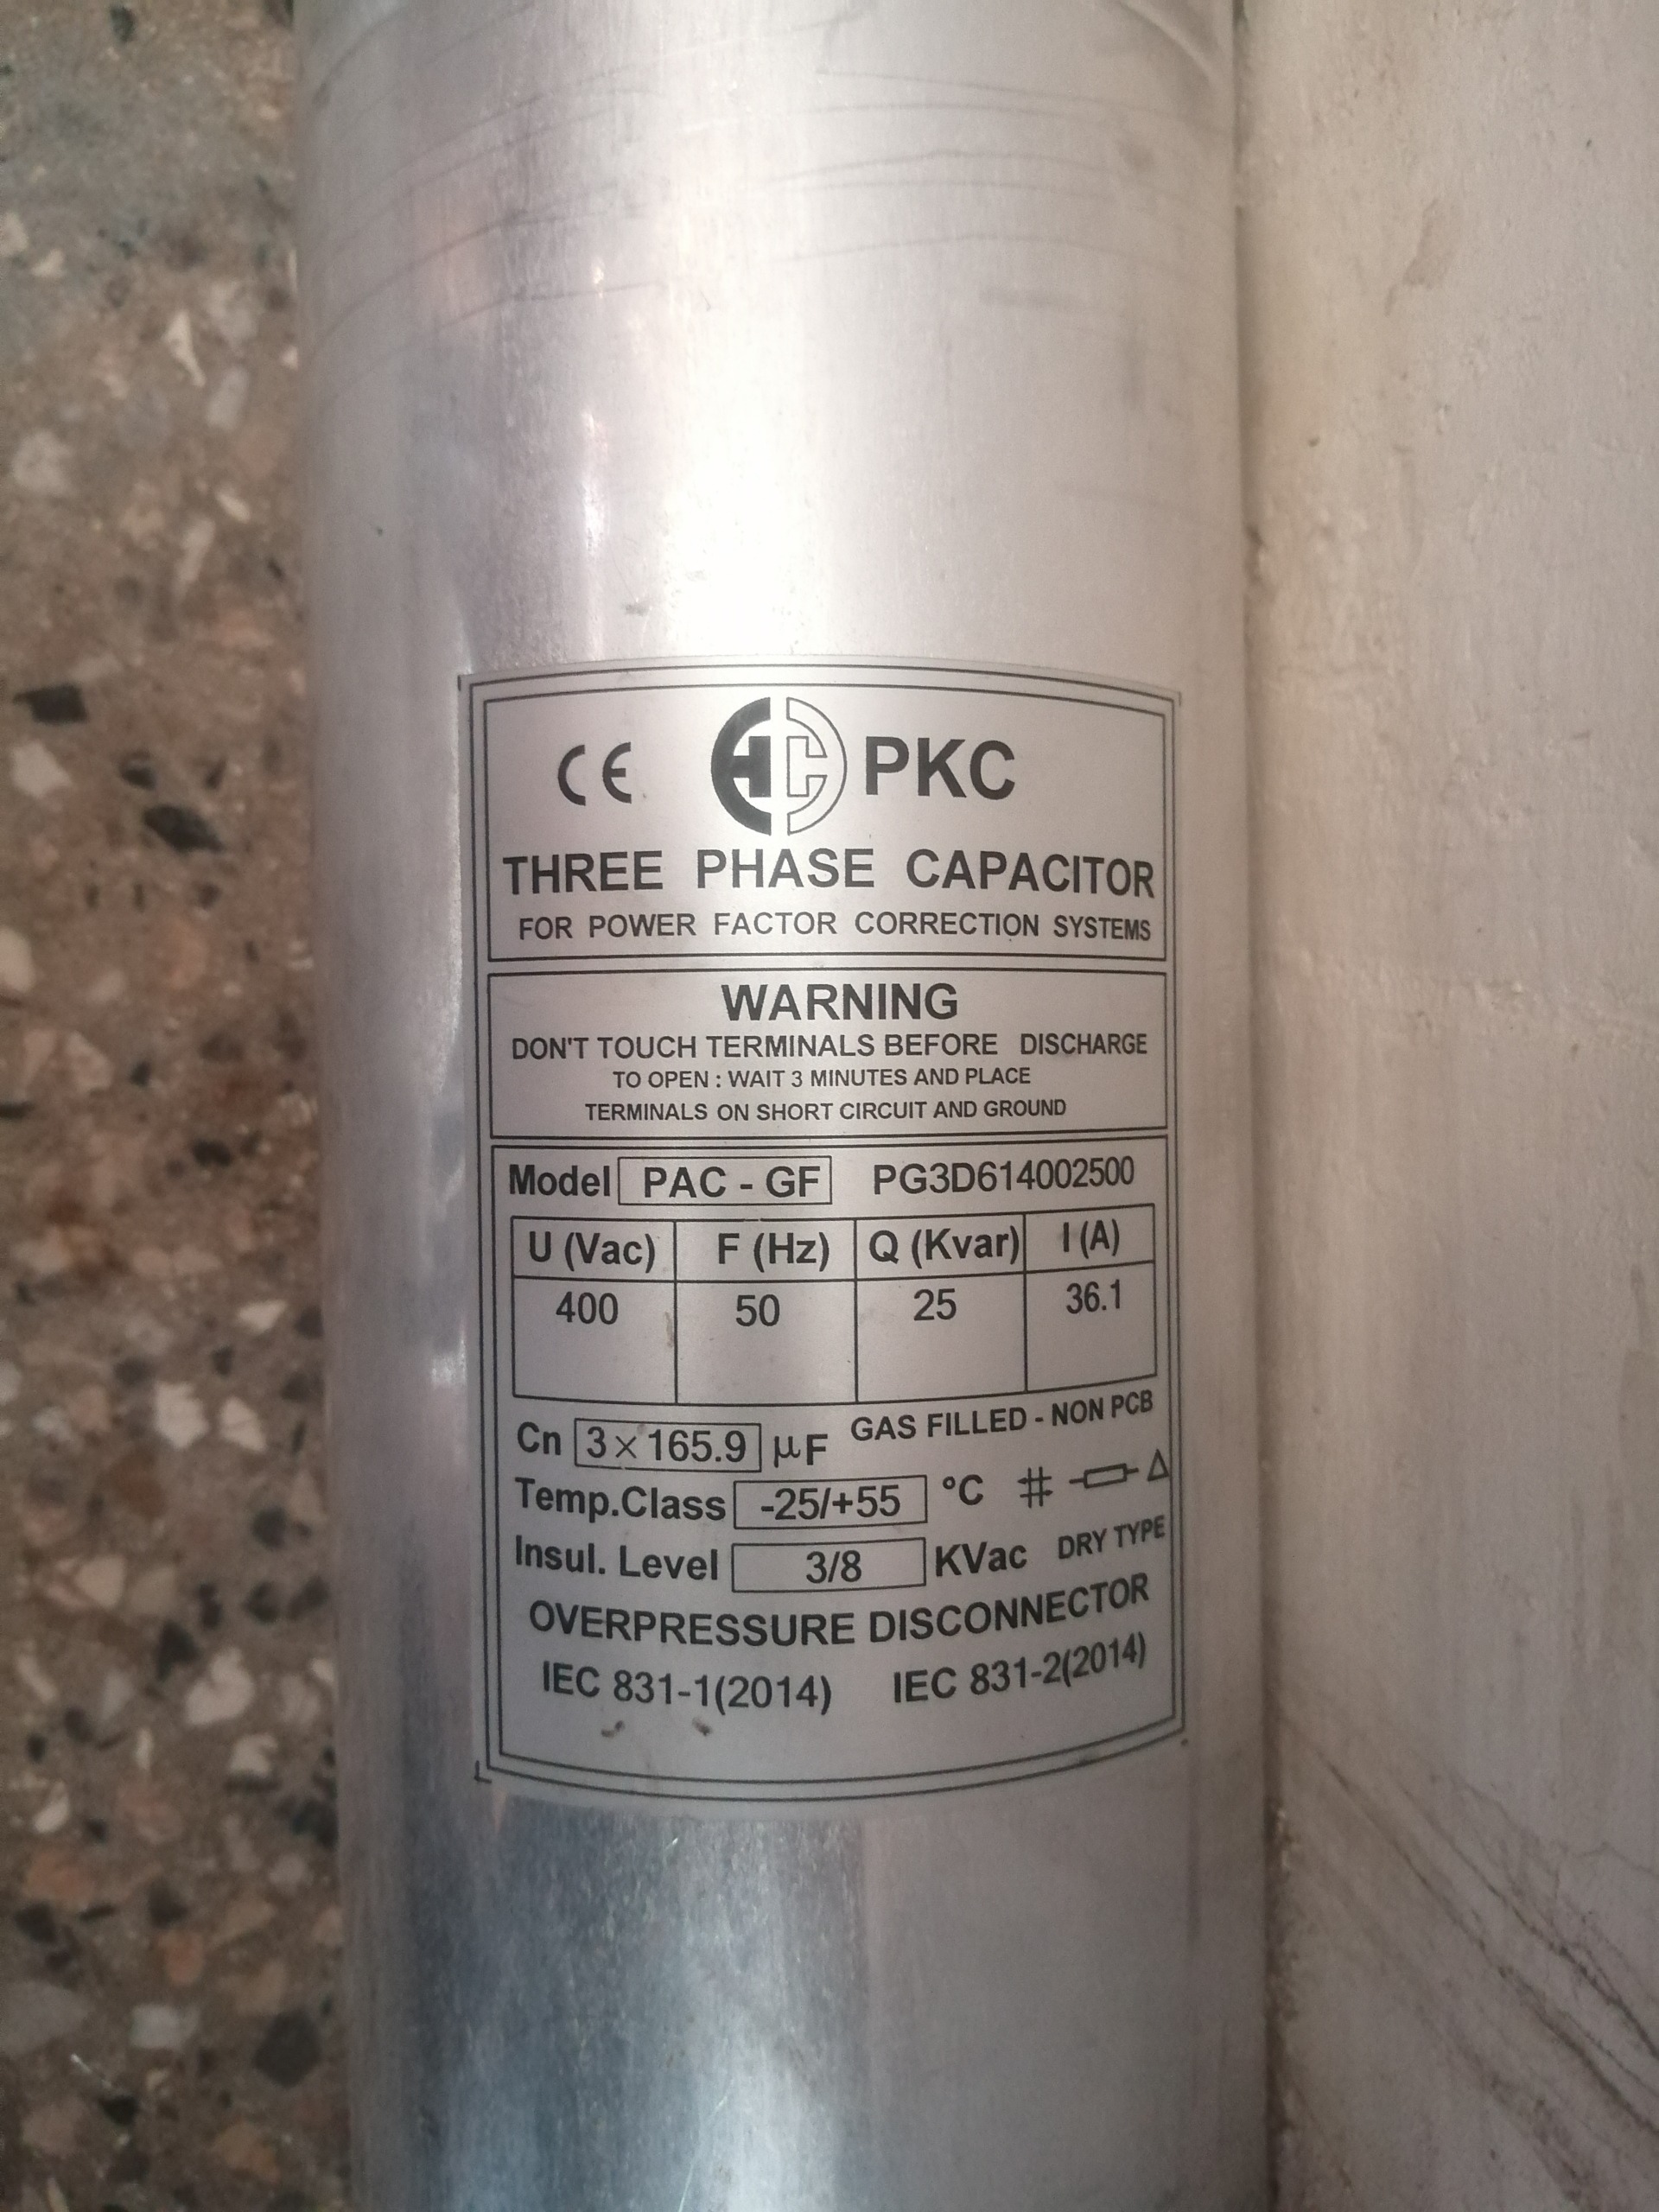 CE HC PKC
THREE PHASE CAPACITOR
FOR POWER FACTOR CORRECTION SYSTEMS
WARNING
DON'T TOUCH TERMINALS BEFORE DISCHARGE
TO OPEN : WAIT 3 MINUTES AND PLACE
TERMINALS ON SHORT CIRCUIT AND GROUND
Model PAC - GF PG3D614002500
U (Vac) F (Hz) Q (Kvar) I (A)
400 50 25 36.1
Cn 3×165.9 µF GAS FILLED - NON PCB
Temp.Class -25/+55 °C
Insul. Level 3/8 KVac DRY TYPE
OVERPRESSURE DISCONNECTOR
IEC 831-1(2014) IEC 831-2(2014)